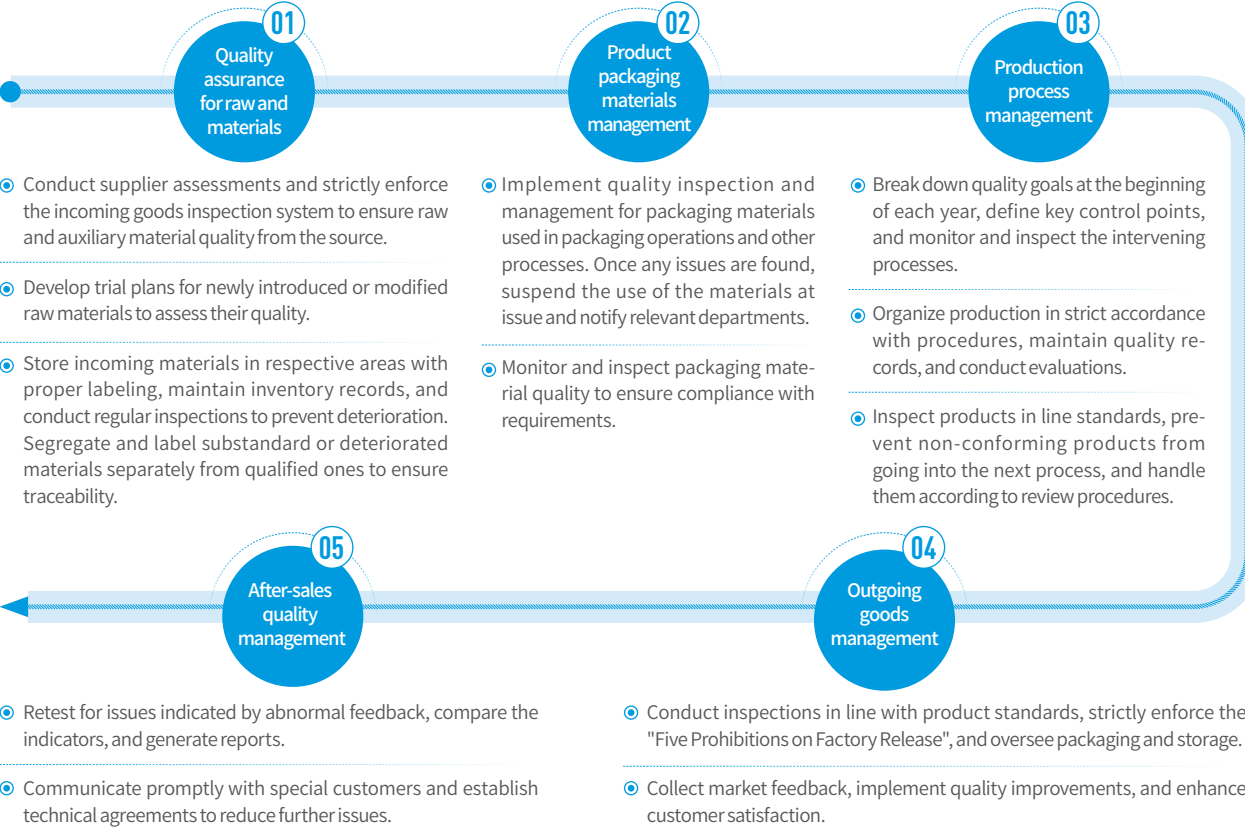 01
Quality
assurance
for raw and
materials
Conduct supplier assessments and strictly enforce
the incoming goods inspection system to ensure raw
and auxiliary material quality from the source.
Develop trial plans for newly introduced or modified
raw materials to assess their quality.
Store incoming materials in respective areas with
proper labeling, maintain inventory records, and
conduct regular inspections to prevent deterioration.
Segregate and label substandard or deteriorated
materials separately from qualified ones to ensure
traceability.
02
Product
packaging
materials
management
Implement quality inspection and
management for packaging materials
used in packaging operations and other
processes. Once any issues are found,
suspend the use of the materials at
issue and notify relevant departments.
Monitor and inspect packaging mate-
rial quality to ensure compliance with
requirements.
03
Production
process
management
Break down quality goals at the beginning
of each year, define key control points,
and monitor and inspect the intervening
processes.
Organize production in strict accordance
with procedures, maintain quality re-
cords, and conduct evaluations.
Inspect products in line standards, pre-
vent non-conforming products from
going into the next process, and handle
them according to review procedures.
04
Outgoing
goods
management
Conduct inspections in line with product standards, strictly enforce the
"Five Prohibitions on Factory Release", and oversee packaging and storage.
Collect market feedback, implement quality improvements, and enhance
customer satisfaction.
05
After-sales
quality
management
Retest for issues indicated by abnormal feedback, compare the
indicators, and generate reports.
Communicate promptly with special customers and establish
technical agreements to reduce further issues.